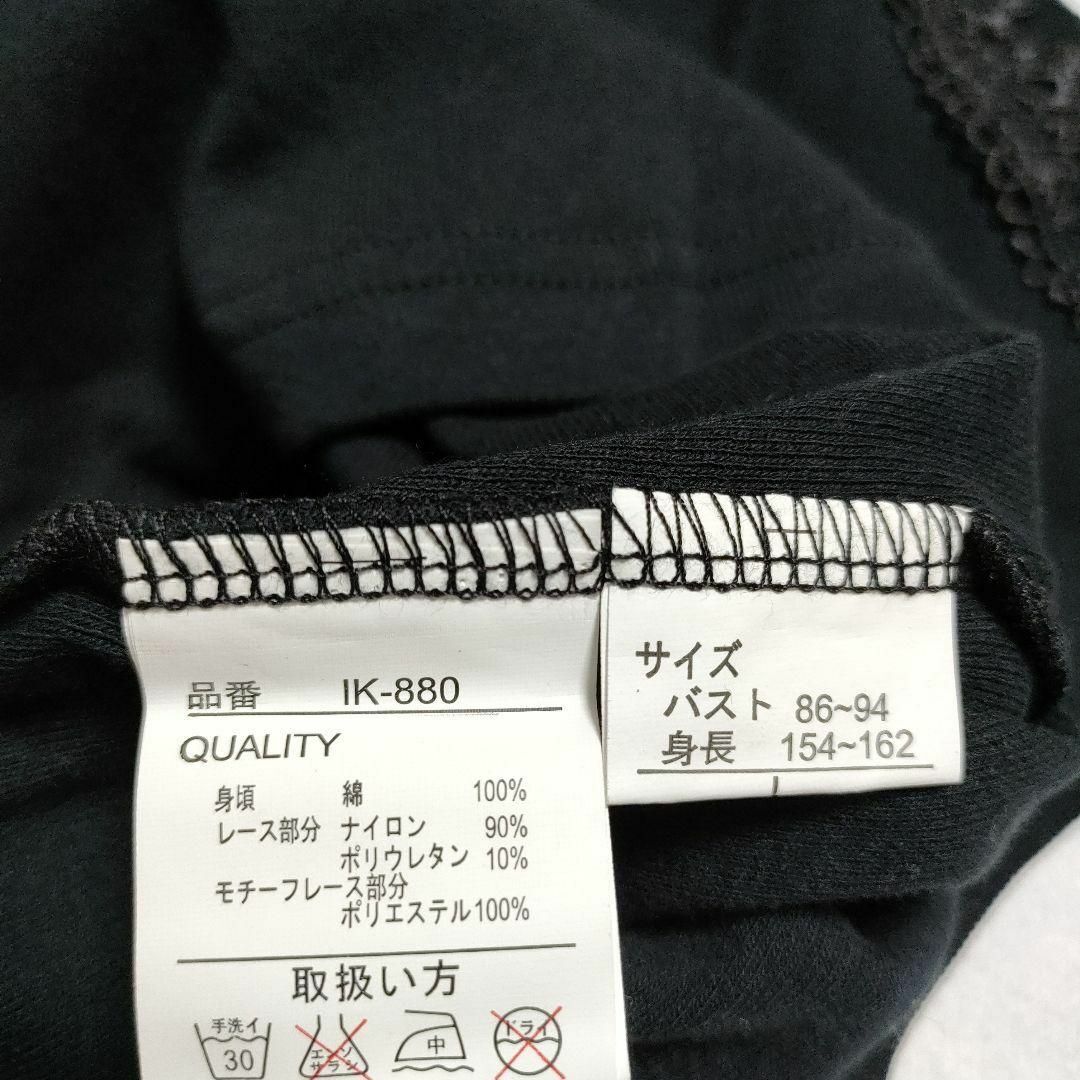 品番 IK-880
QUALITY
身頃 綿 100%
レース部分 ナイロン 90%
ポリウレタン 10%
モチーフレース部分
ポリエステル100%
取扱い方
手洗イ
30
エンソ
サラシ
中
ドライ
サイズ
バスト 86~94
身長 154~162